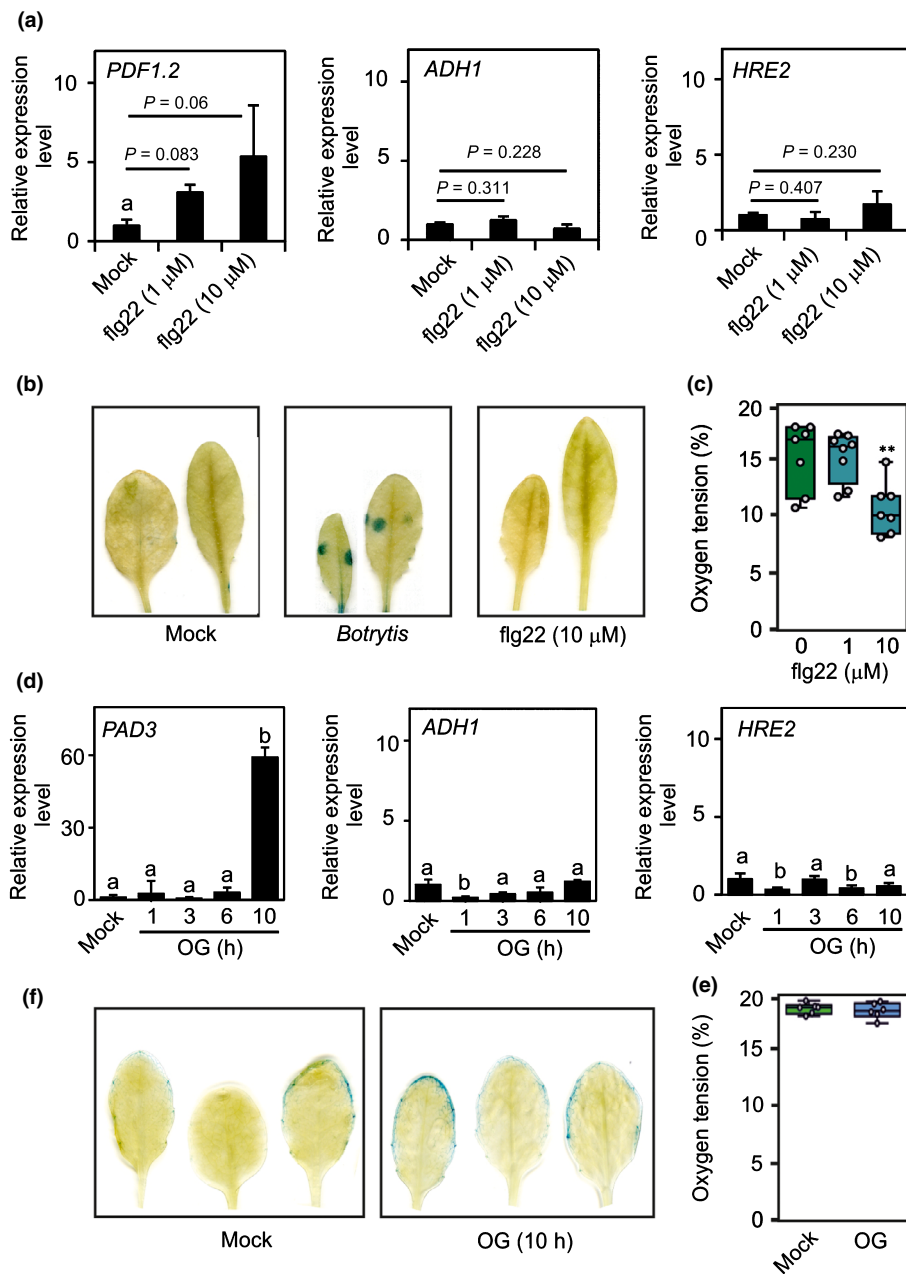 (a)
PDF1.2
Relative expression level
10
5
0
P = 0.06
P = 0.083
a
Mock
flg22 (1 μM)
flg22 (10 μM)
ADH1
Relative expression level
10
5
0
P = 0.228
P = 0.311
Mock
flg22 (1 μM)
flg22 (10 μM)
HRE2
Relative expression level
10
5
0
P = 0.230
P = 0.407
Mock
flg22 (1 μM)
flg22 (10 μM)
(b)
Mock
Botrytis
flg22 (10 μM)
(c)
Oxygen tension (%)
20
15
10
5
0
**
0 1 10
flg22 (μM)
(d)
PAD3
Relative expression level
60
30
0
a a a a b
Mock 1 3 6 10
OG (h)
ADH1
Relative expression level
10
5
0
a b a a a
Mock 1 3 6 10
OG (h)
HRE2
Relative expression level
10
5
0
a b a b a
Mock 1 3 6 10
OG (h)
(f)
Mock
OG (10 h)
(e)
Oxygen tension (%)
20
15
10
5
0
Mock OG